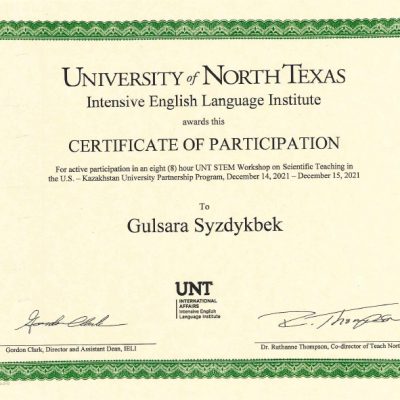 UNIVERSITY of NORTH TEXAS
Intensive English Language Institute
awards this
CERTIFICATE OF PARTICIPATION
For active participation in an eight (8) hour UNT STEM Workshop on Scientific Teaching in
the U.S. – Kazakhstan University Partnership Program, December 14, 2021 – December 15, 2021
To
Gulsara Syzdykbek
UNT
INTERNATIONAL
AFFAIRS
Intensive English
Language Institute
Gordon Clark
R. Thompson
Gordon Clark, Director and Assistant Dean, IELI
Dr. Ruthanne Thompson, Co-director of Teach North